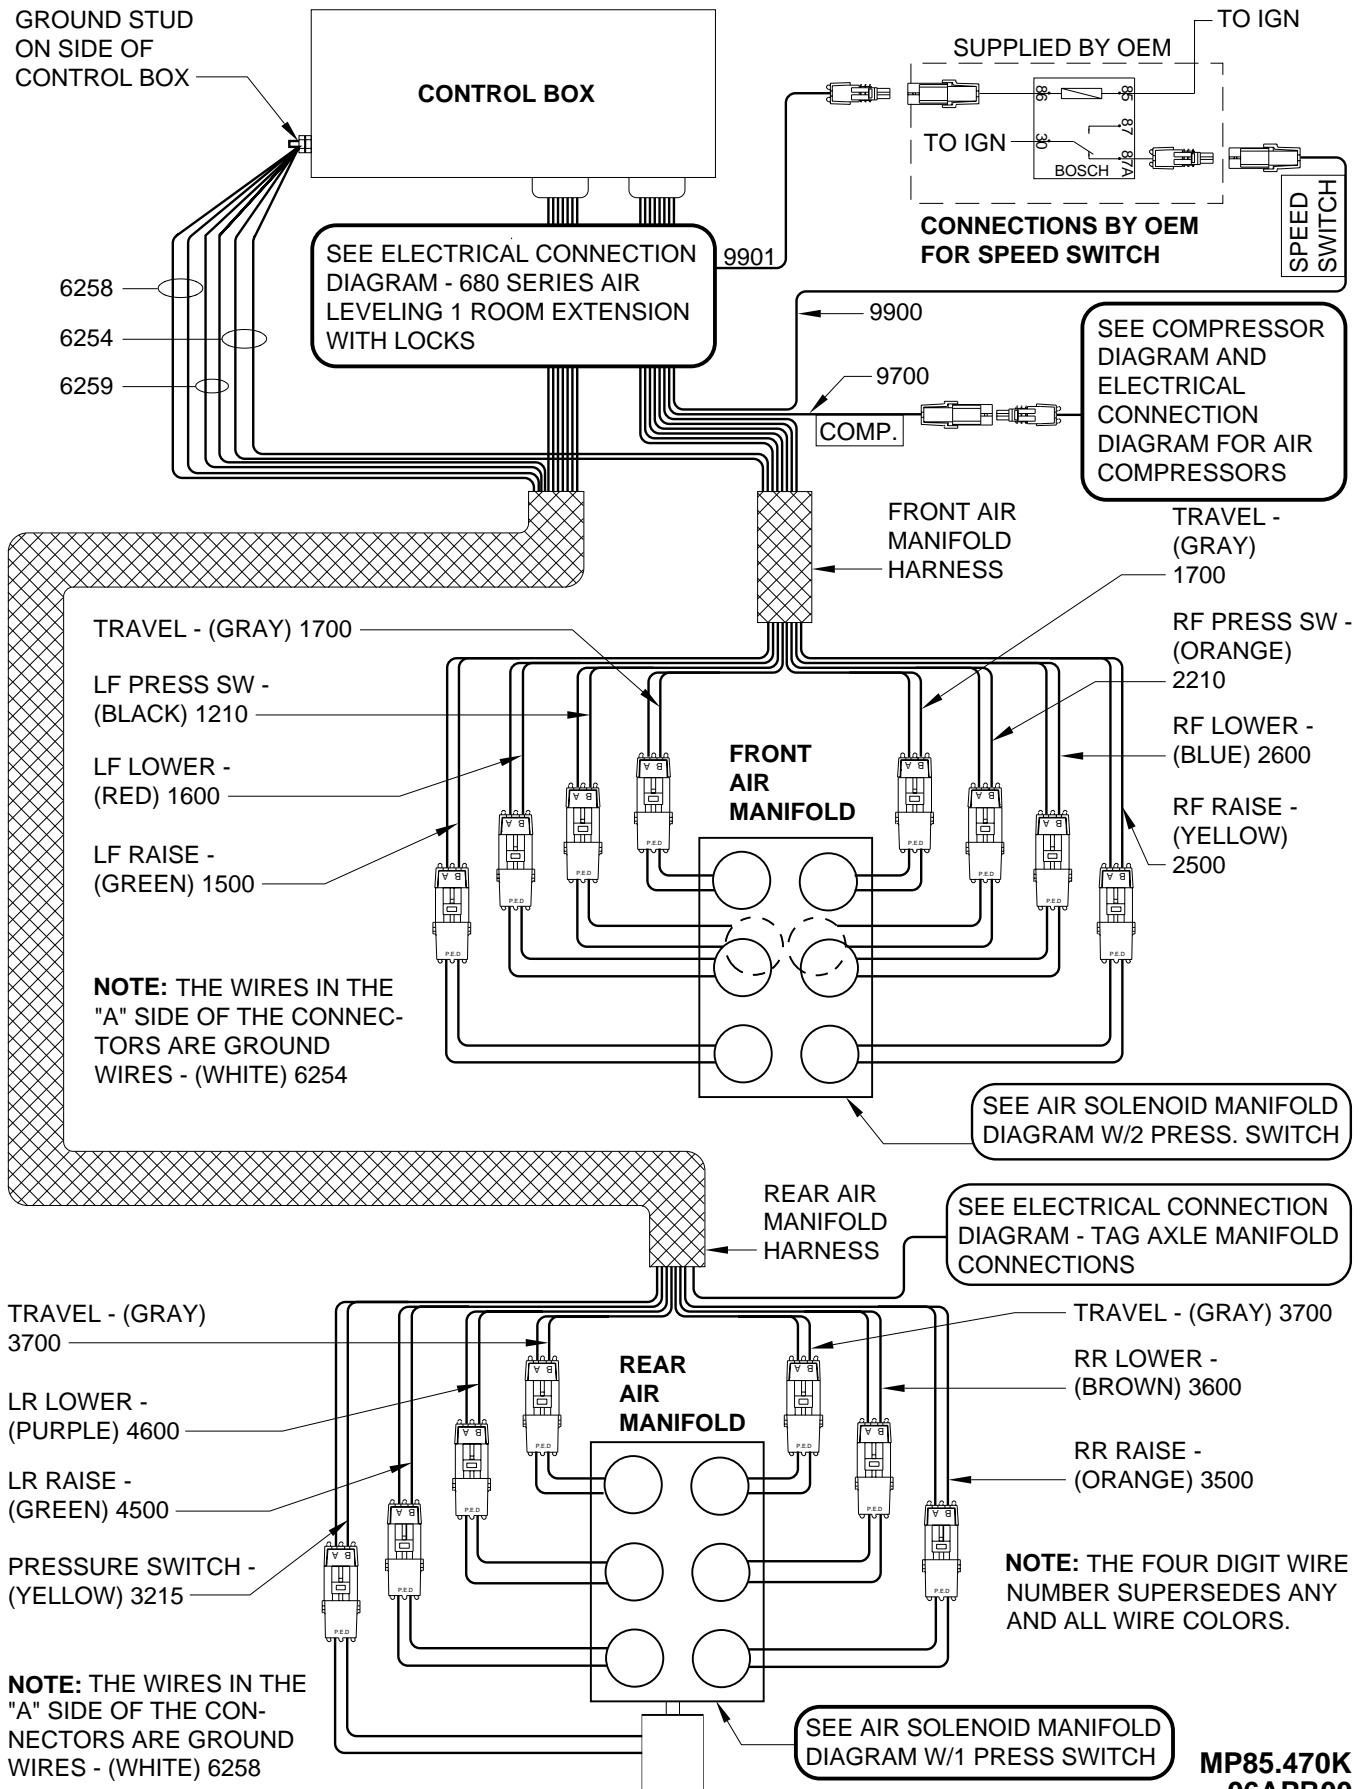 GROUND STUD
ON SIDE OF
CONTROL BOX
CONTROL BOX
TO IGN
SUPPLIED BY OEM
86
85
87
30
87A
TO IGN
BOSCH
CONNECTIONS BY OEM
FOR SPEED SWITCH
SPEED
SWITCH
SEE ELECTRICAL CONNECTION
DIAGRAM - 680 SERIES AIR
LEVELING 1 ROOM EXTENSION
WITH LOCKS
9901
6258
6254
6259
9900
9700
COMP.
SEE COMPRESSOR
DIAGRAM AND
ELECTRICAL
CONNECTION
DIAGRAM FOR AIR
COMPRESSORS
FRONT AIR
MANIFOLD
HARNESS
TRAVEL -
(GRAY)
1700
TRAVEL - (GRAY) 1700
RF PRESS SW -
(ORANGE)
2210
LF PRESS SW -
(BLACK) 1210
RF LOWER -
(BLUE) 2600
LF LOWER -
(RED) 1600
RF RAISE -
(YELLOW)
2500
LF RAISE -
(GREEN) 1500
FRONT
AIR
MANIFOLD
A B
P.E.D
A B
P.E.D
A B
P.E.D
A B
P.E.D
A B
P.E.D
A B
P.E.D
A B
P.E.D
A B
P.E.D
NOTE: THE WIRES IN THE
"A" SIDE OF THE CONNEC-
TORS ARE GROUND
WIRES - (WHITE) 6254
SEE AIR SOLENOID MANIFOLD
DIAGRAM W/2 PRESS. SWITCH
REAR AIR
MANIFOLD
HARNESS
SEE ELECTRICAL CONNECTION
DIAGRAM - TAG AXLE MANIFOLD
CONNECTIONS
TRAVEL - (GRAY)
3700
TRAVEL - (GRAY) 3700
LR LOWER -
(PURPLE) 4600
RR LOWER -
(BROWN) 3600
LR RAISE -
(GREEN) 4500
RR RAISE -
(ORANGE) 3500
PRESSURE SWITCH -
(YELLOW) 3215
REAR
AIR
MANIFOLD
A B
P.E.D
A B
P.E.D
A B
P.E.D
A B
P.E.D
A B
P.E.D
A B
P.E.D
A B
P.E.D
NOTE: THE FOUR DIGIT WIRE
NUMBER SUPERSEDES ANY
AND ALL WIRE COLORS.
NOTE: THE WIRES IN THE
"A" SIDE OF THE CON-
NECTORS ARE GROUND
WIRES - (WHITE) 6258
SEE AIR SOLENOID MANIFOLD
DIAGRAM W/1 PRESS SWITCH
MP85.470K